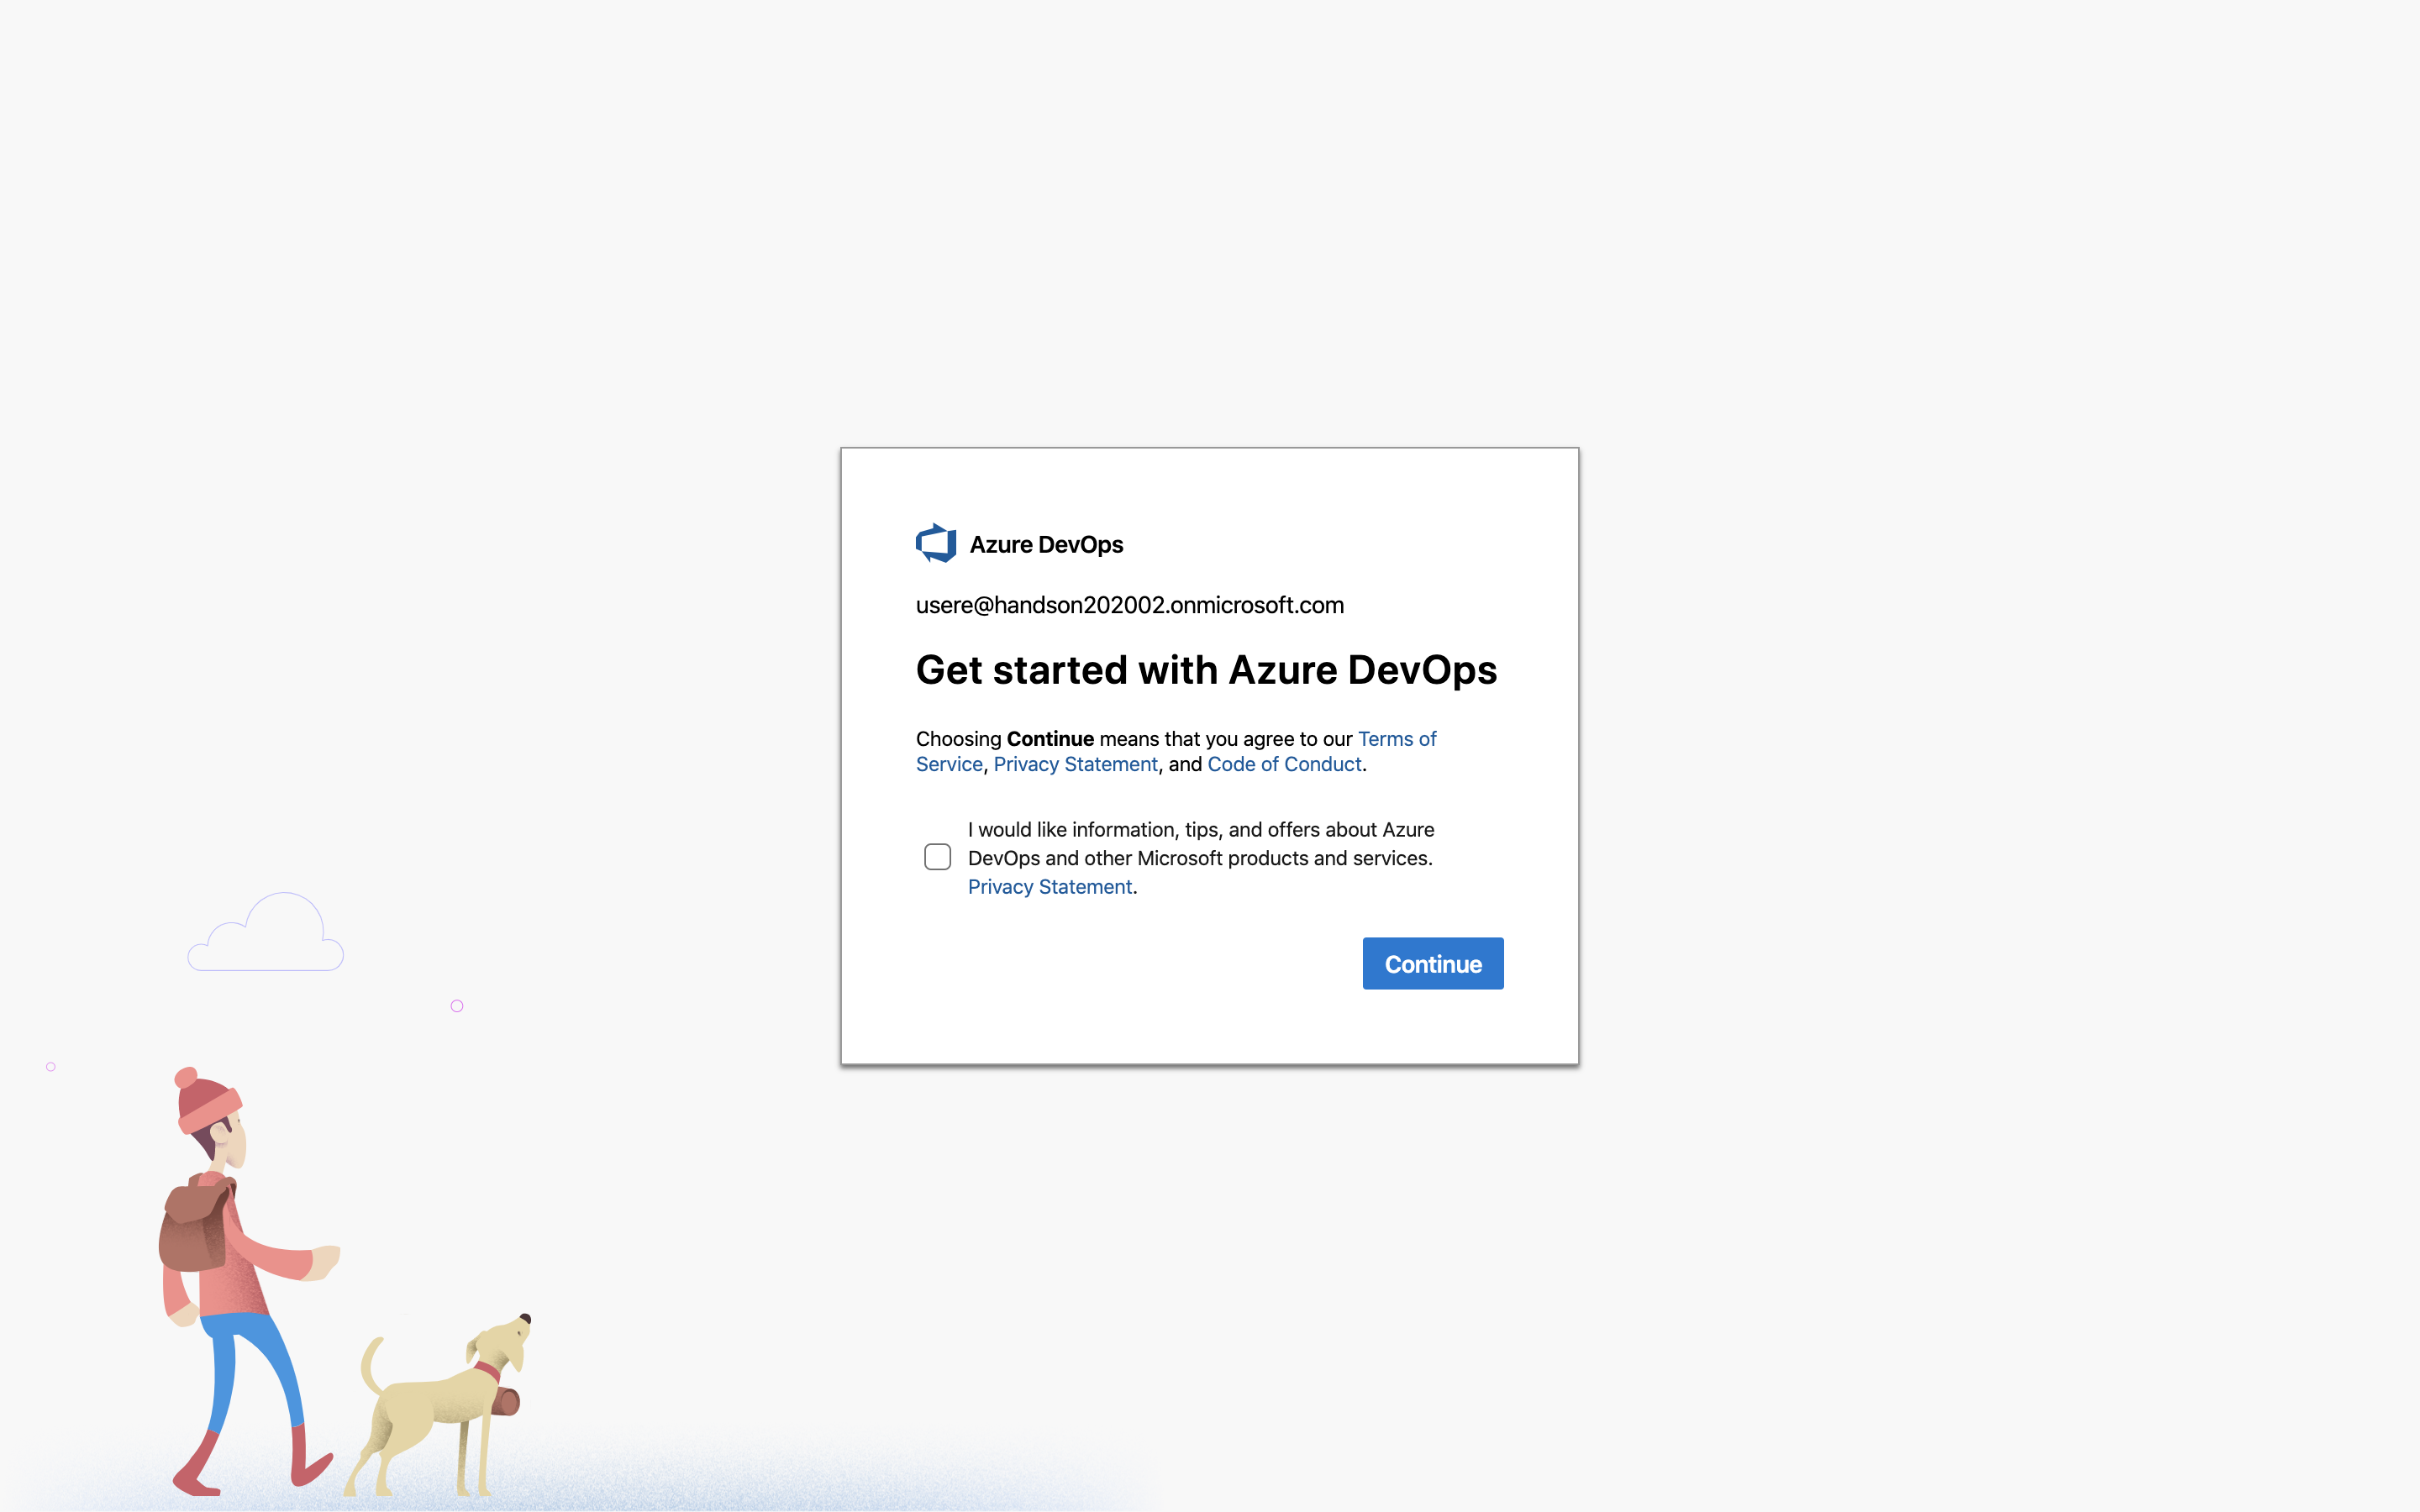 Azure DevOps
usere@handson202002.onmicrosoft.com
Get started with Azure DevOps
Choosing Continue means that you agree to our Terms of
Service, Privacy Statement, and Code of Conduct.
I would like information, tips, and offers about Azure
DevOps and other Microsoft products and services.
Privacy Statement.
Continue